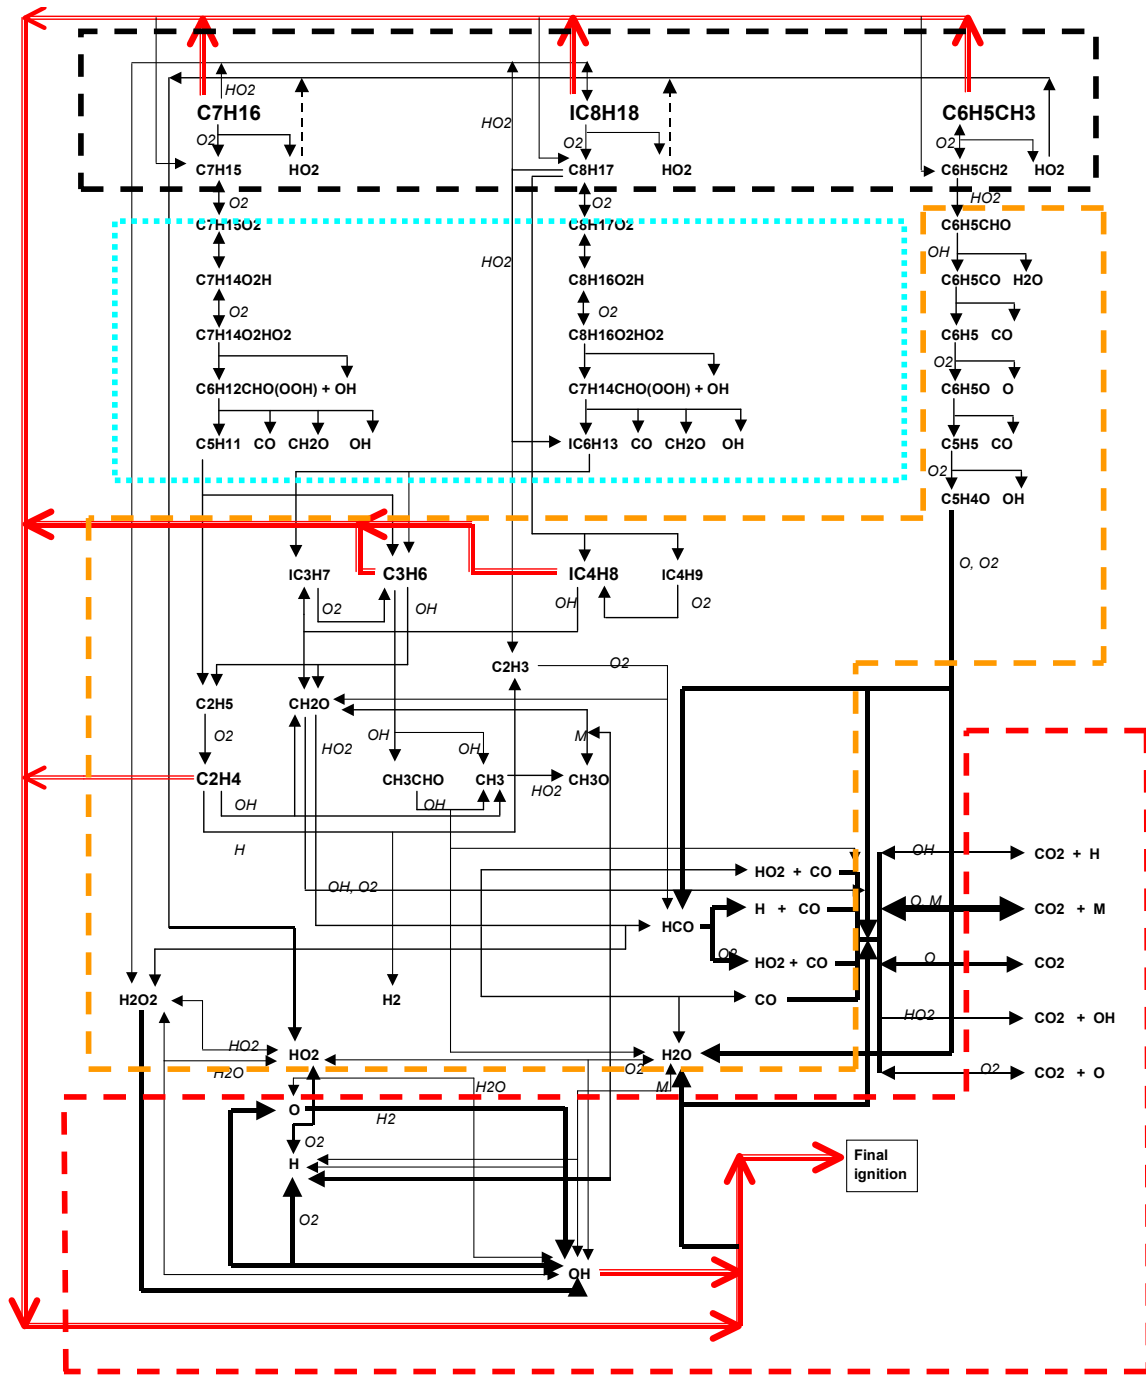 HO2
C7H16 IC8H18 C6H5CH3
HO2
O2 O2 O2
C7H15 HO2 C8H17 HO2 C6H5CH2 HO2
O2 O2 HO2
C7H15O2 C8H17O2 C6H5CHO
HO2 OH
C7H14O2H C8H16O2H C6H5CO H2O
O2 O2
C7H14O2HO2 C8H16O2HO2 C6H5 CO
O2
C6H12CHO(OOH) + OH C7H14CHO(OOH) + OH C6H5O O
C5H11 CO CH2O OH IC6H13 CO CH2O OH C5H5 CO
O2
C5H4O OH
O, O2
IC3H7 C3H6 IC4H8 IC4H9
O2 OH OH O2
C2H3 O2
C2H5 CH2O
O2 HO2 OH OH M
C2H4 CH3CHO CH3 CH3O
HO2
OH OH
H OH CO2 + H
HO2 + CO
OH, O2
O, M
H + CO CO2 + M
HCO
O2 O
HO2 + CO CO2
H2O2 H2 CO
HO2 CO2 + OH
HO2
HO2 H2O
H2O O2 O2 CO2 + O
H2O M
O H2
O2
H Final
ignition
O2
OH